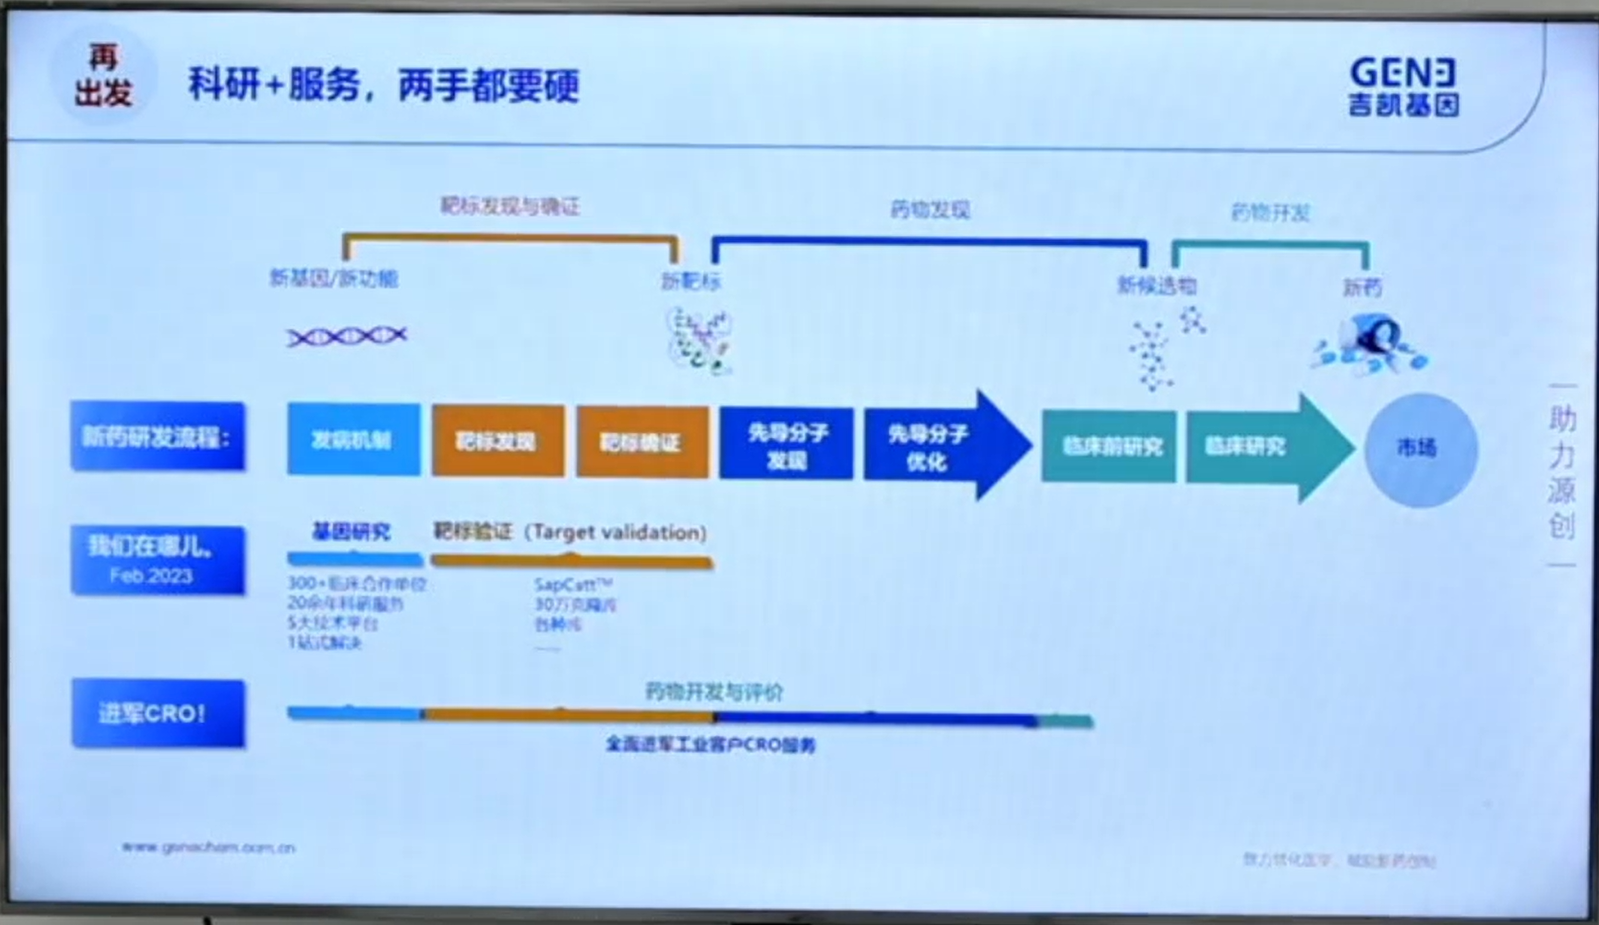 再
出发
科研+服务，两手都要硬
GENE
吉凯基因
靶标发现与确证
药物发现
药物开发
新基因/新功能
新靶标
新候选物
新药
新药研发流程：
发病机制
靶标发现
靶标确证
先导分子
发现
先导分子
优化
临床前研究
临床研究
市场
助力源创
我们在哪儿。
Feb.2023
基因研究
靶标验证（Target validation）
300+临床合作单位
20余年科研服务
5大技术平台
1站式解决
SapCatt™
30万克隆库
各种库
......
进军CRO！
药物开发与评价
全面进军工业客户CRO服务
www.genechem.com.cn